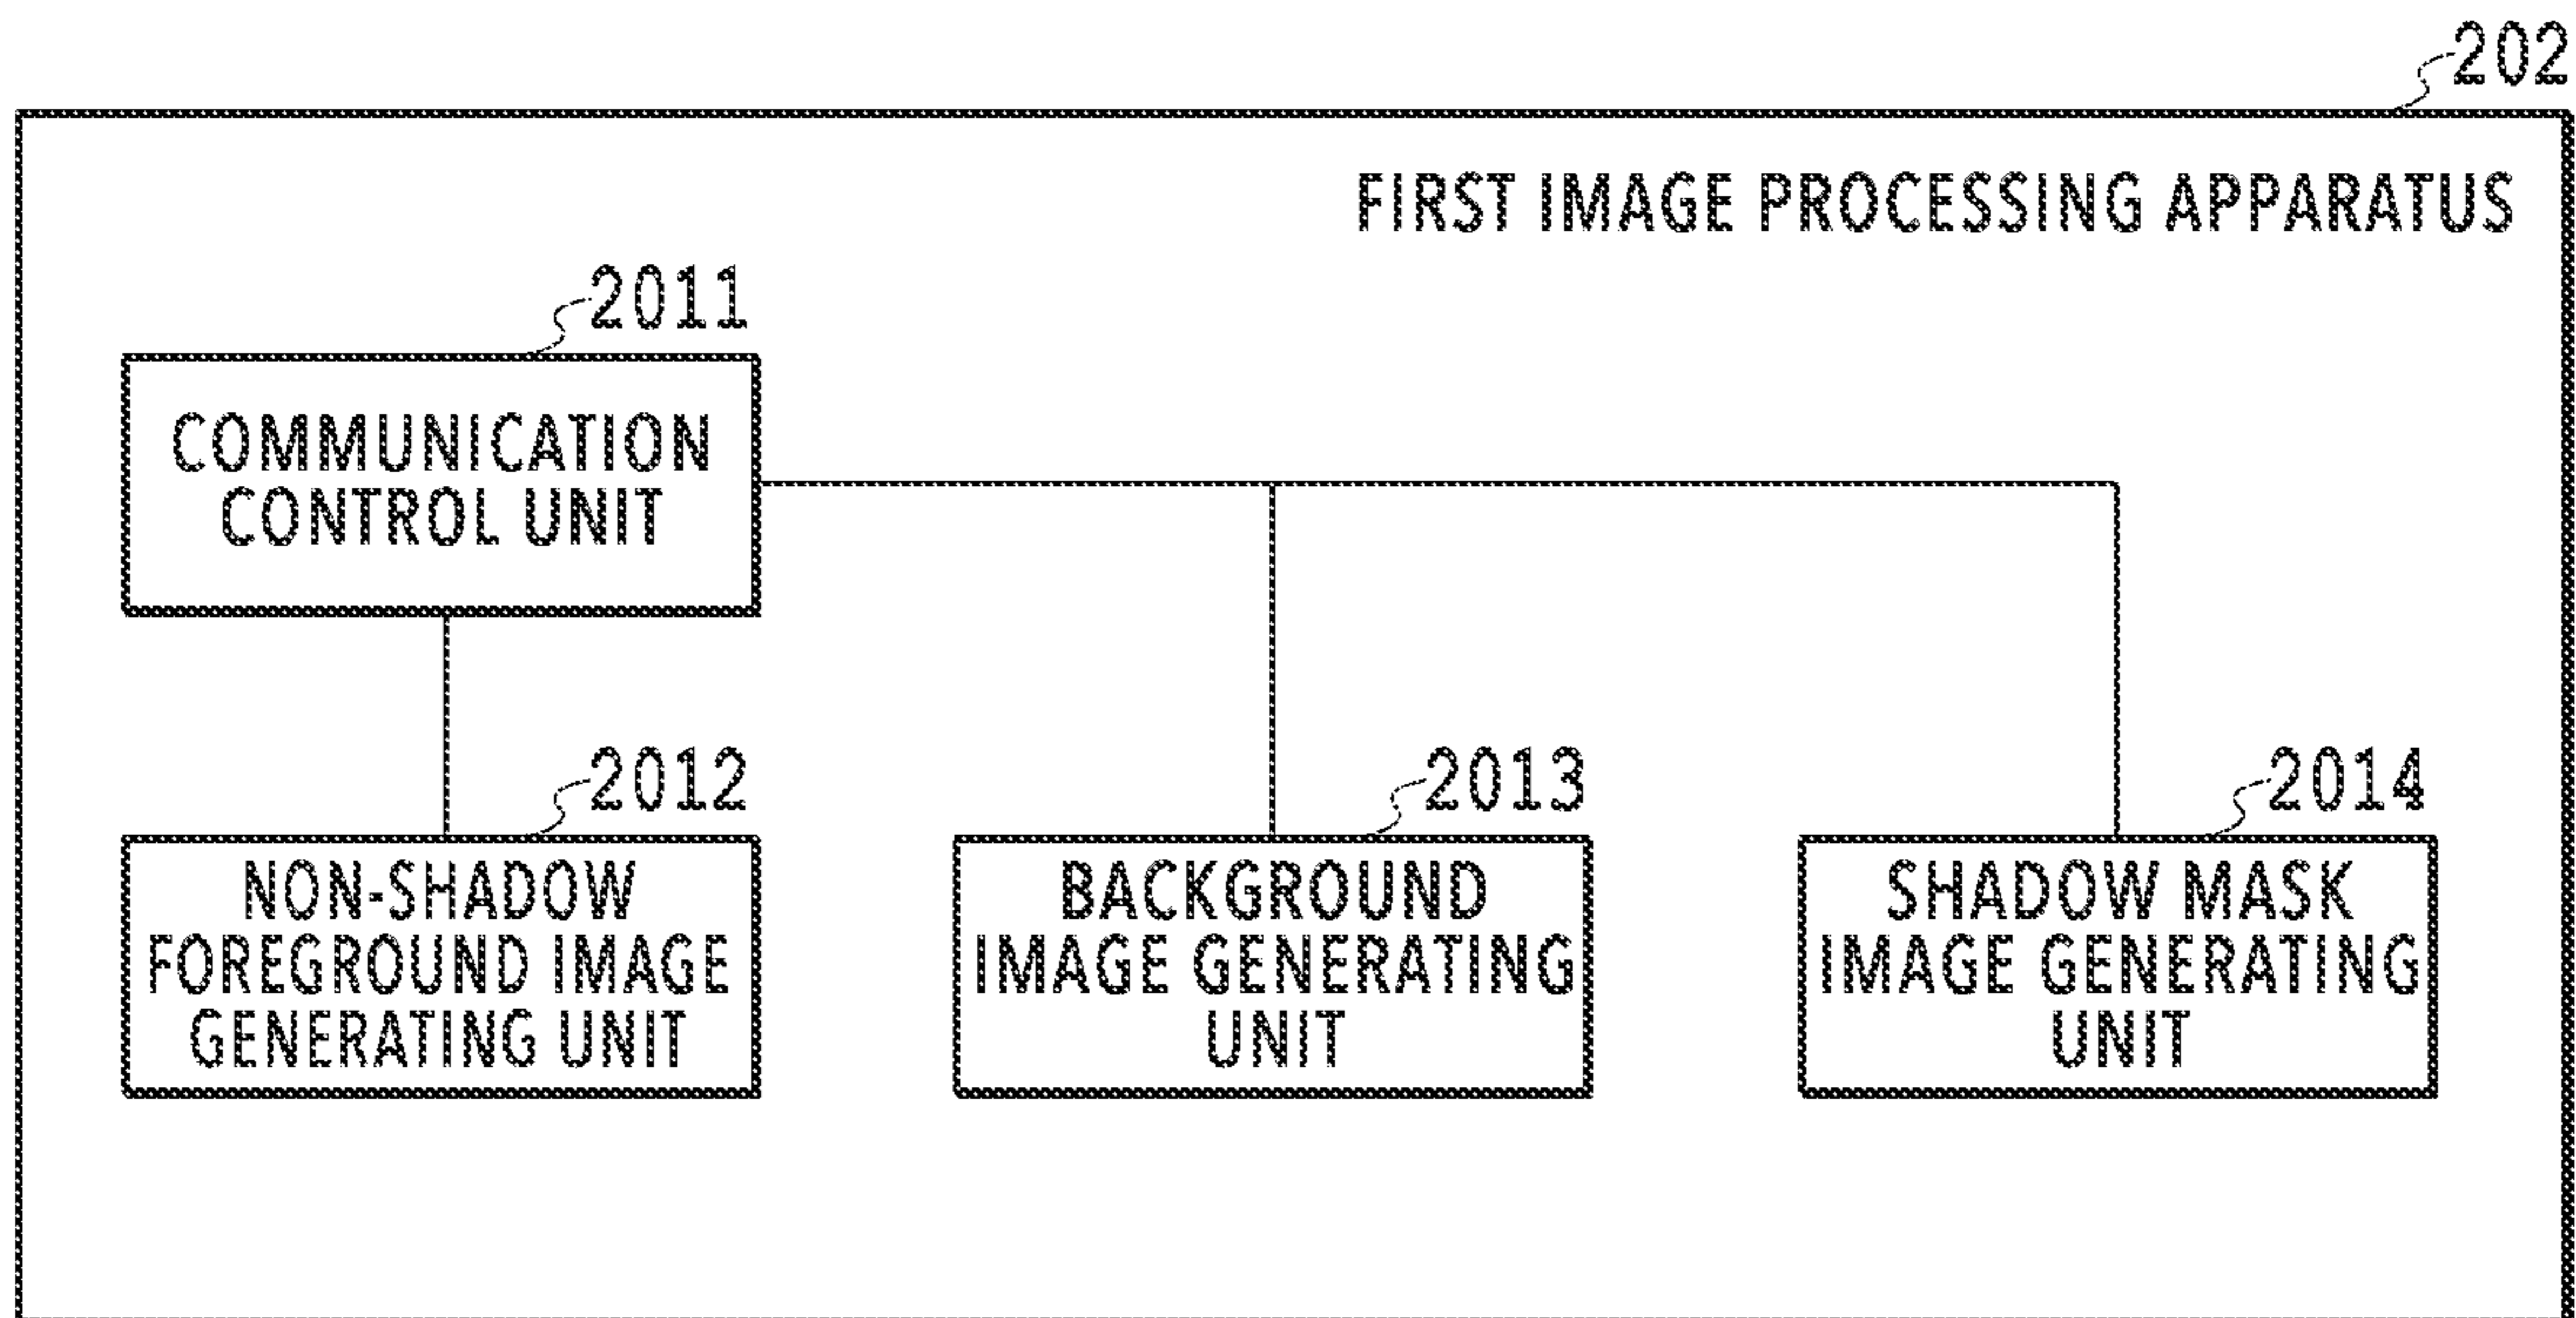 202
FIRST IMAGE PROCESSING APPARATUS
2011
COMMUNICATION
CONTROL UNIT
2012
NON-SHADOW
FOREGROUND IMAGE
GENERATING UNIT
2013
BACKGROUND
IMAGE GENERATING
UNIT
2014
SHADOW MASK
IMAGE GENERATING
UNIT